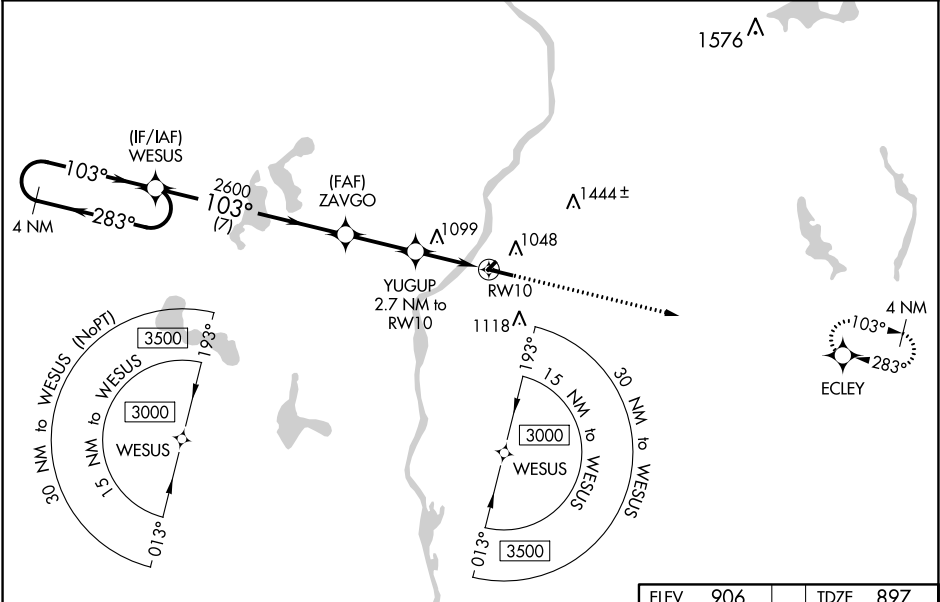 1576
(IF/IAF)
WESUS
103°
283°
4 NM
2600
103°
(7)
(FAF)
ZAVGO
1444 ±
1099
1048
YUGUP
2.7 NM to
RW10
RW10
1118
4 NM
103°
283°
ECLEY
30 NM to WESUS (NoPT)
3500
193°
15 NM to WESUS
3000
WESUS
013°
193°
30 NM to WESUS
15 NM to WESUS
3000
WESUS
013°
3500
ELEV 906 TDZE 897